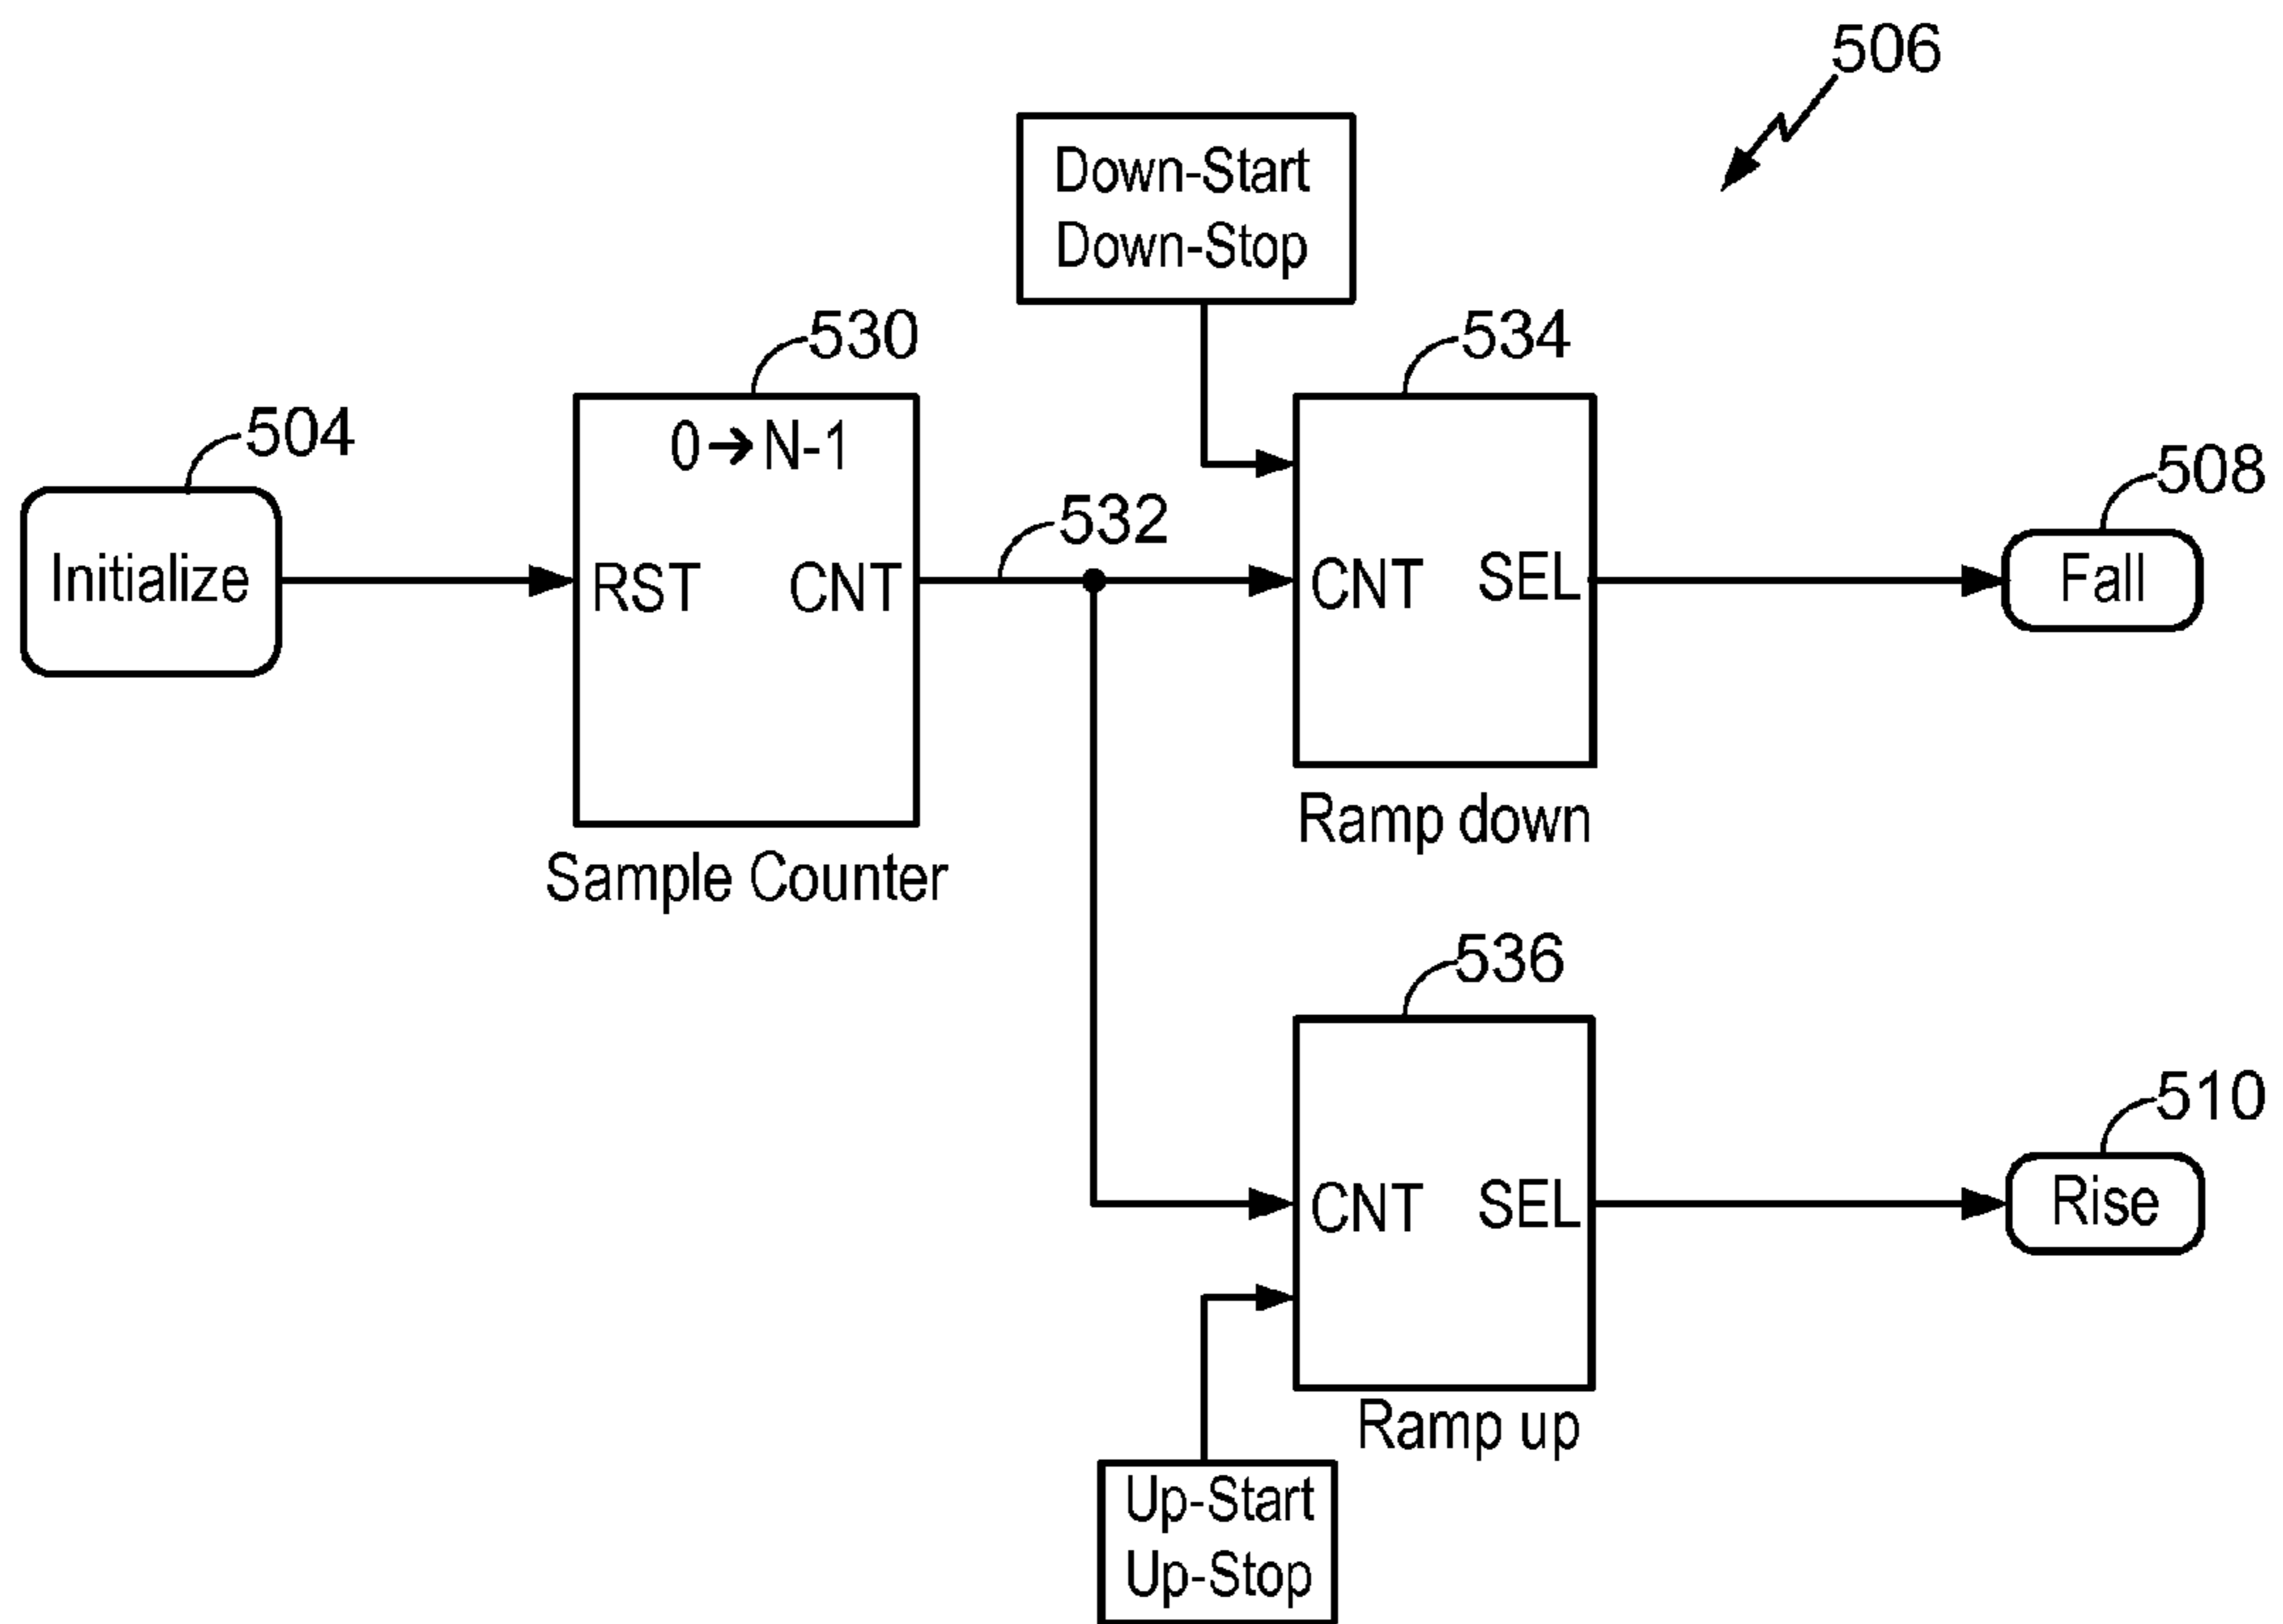 506
Down-Start
Down-Stop
530
534
504
0→N-1
508
532
Initialize
RST CNT
CNT SEL
Fall
Ramp down
Sample Counter
536
510
CNT SEL
Rise
Ramp up
Up-Start
Up-Stop